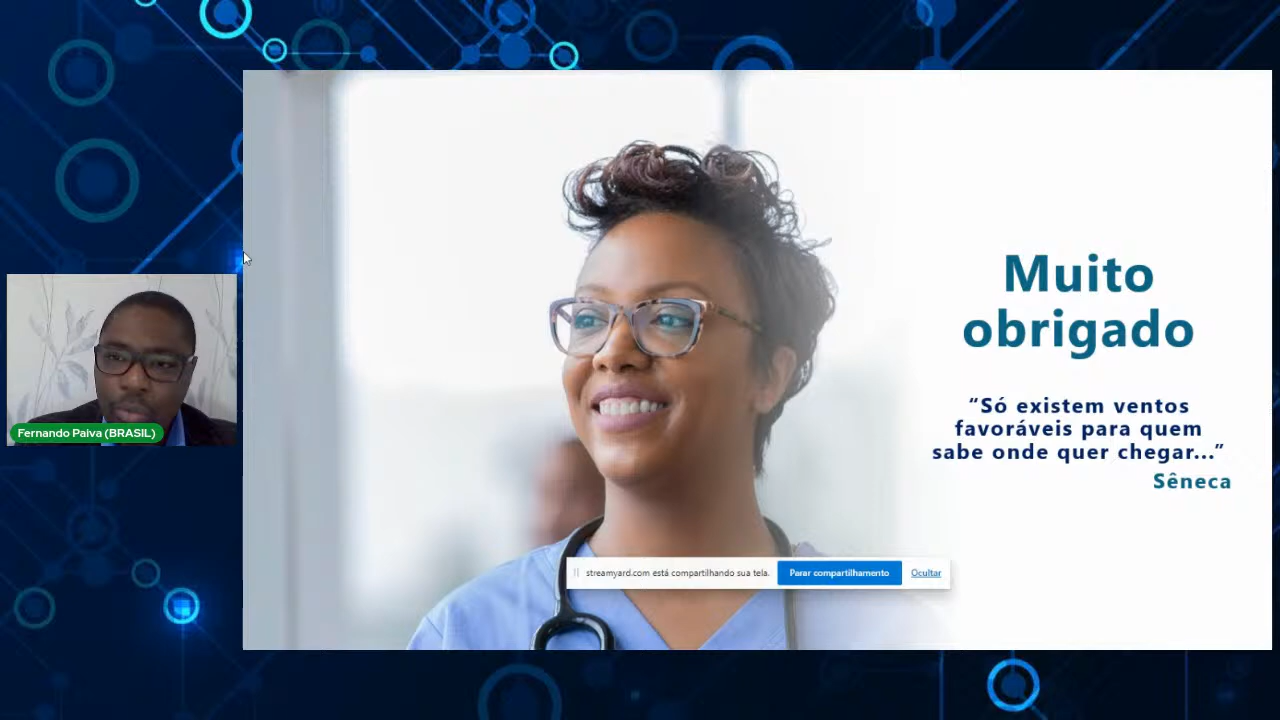 Muito
obrigado
“Só existem ventos
favoráveis para quem
sabe onde quer chegar...”
Sêneca
Fernando Paiva (BRASIL)
streamyard.com está compartilhando sua tela.
Parar compartilhamento
Ocultar